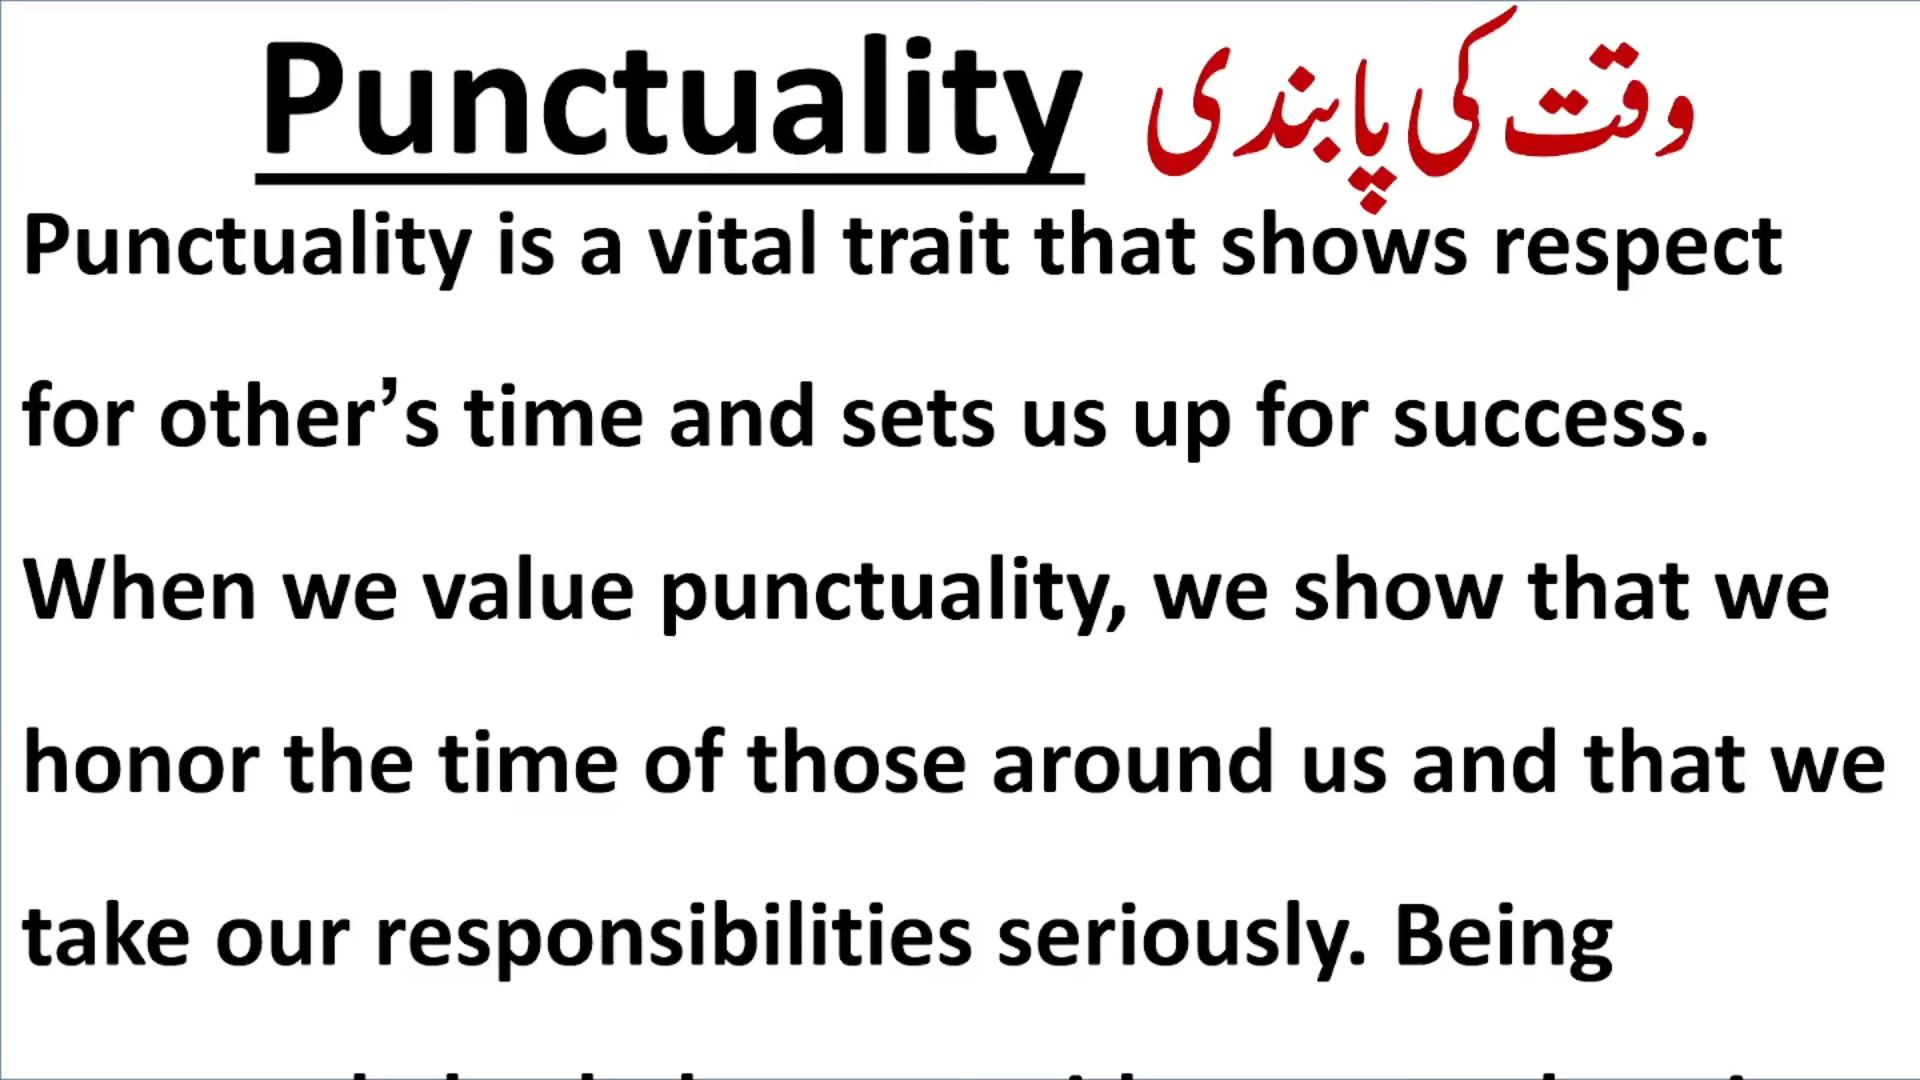 Punctuality وقت کی پابندی
Punctuality is a vital trait that shows respect
for other’s time and sets us up for success.
When we value punctuality, we show that we
honor the time of those around us and that we
take our responsibilities seriously. Being